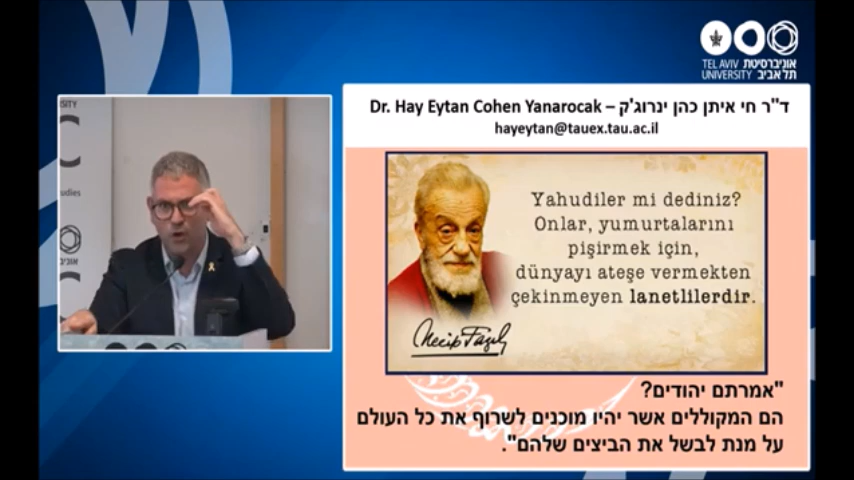 TEL AVIV אוניברסיטת
UNIVERSITY תל אביב
ד"ר חי איתן כהן ינרוג'ק – Dr. Hay Eytan Cohen Yanarocak
hayeytan@tauex.tau.ac.il
Yahudiler mi dediniz?
Onlar, yumurtalarını
pişirmek için,
dünyayı ateşe vermekten
çekinmeyen lanetlilerdir.
Necip Fazıl
"אמרתם יהודים?
הם המקוללים אשר יהיו מוכנים לשרוף את כל העולם
על מנת לבשל את הביצים שלהם".